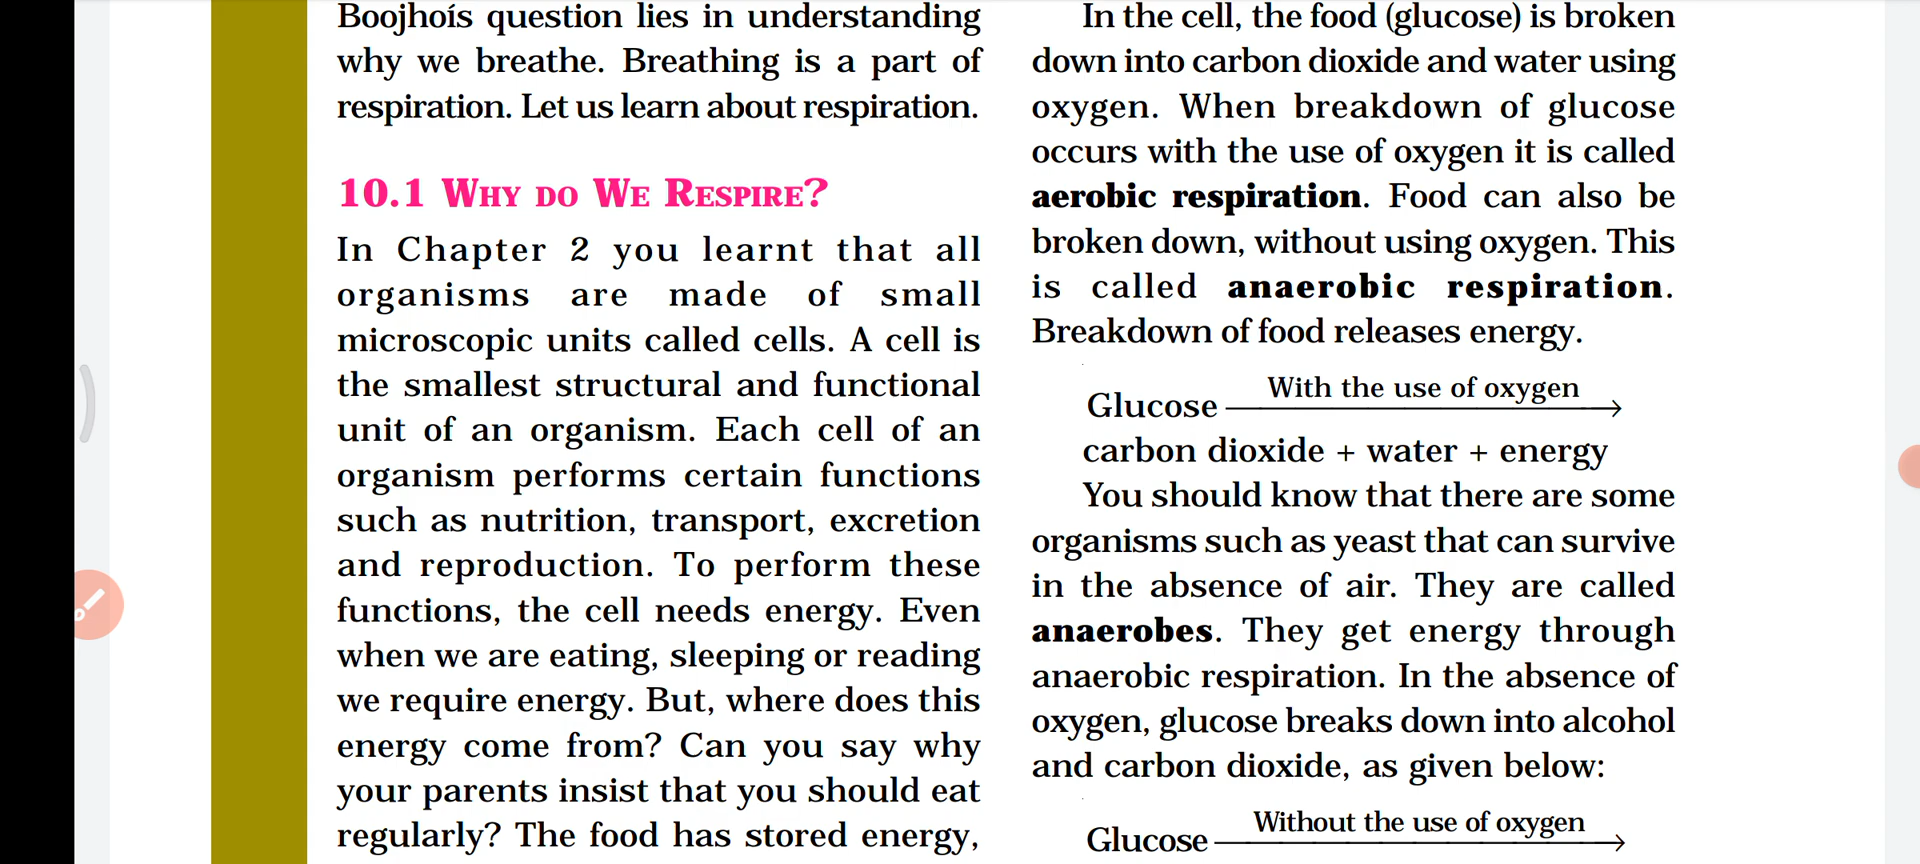 Boojhoís question lies in understanding
why we breathe. Breathing is a part of
respiration. Let us learn about respiration.
10.1 WHY DO WE RESPIRE?
In Chapter 2 you learnt that all
organisms are made of small
microscopic units called cells. A cell is
the smallest structural and functional
unit of an organism. Each cell of an
organism performs certain functions
such as nutrition, transport, excretion
and reproduction. To perform these
functions, the cell needs energy. Even
when we are eating, sleeping or reading
we require energy. But, where does this
energy come from? Can you say why
your parents insist that you should eat
regularly? The food has stored energy,
In the cell, the food (glucose) is broken
down into carbon dioxide and water using
oxygen. When breakdown of glucose
occurs with the use of oxygen it is called
aerobic respiration. Food can also be
broken down, without using oxygen. This
is called anaerobic respiration.
Breakdown of food releases energy.
With the use of oxygen
Glucose ⟶
carbon dioxide + water + energy
You should know that there are some
organisms such as yeast that can survive
in the absence of air. They are called
anaerobes. They get energy through
anaerobic respiration. In the absence of
oxygen, glucose breaks down into alcohol
and carbon dioxide, as given below:
Without the use of oxygen
Glucose ⟶